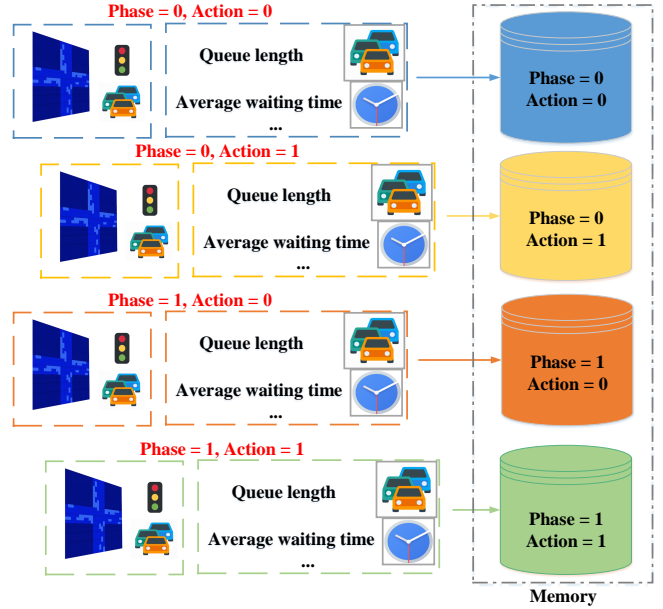 Phase = 0, Action = 0
Queue length
Average waiting time
...
Phase = 0
Action = 0
Phase = 0, Action = 1
Queue length
Average waiting time
...
Phase = 0
Action = 1
Phase = 1, Action = 0
Queue length
Average waiting time
...
Phase = 1
Action = 0
Phase = 1, Action = 1
Queue length
Average waiting time
...
Phase = 1
Action = 1
Memory